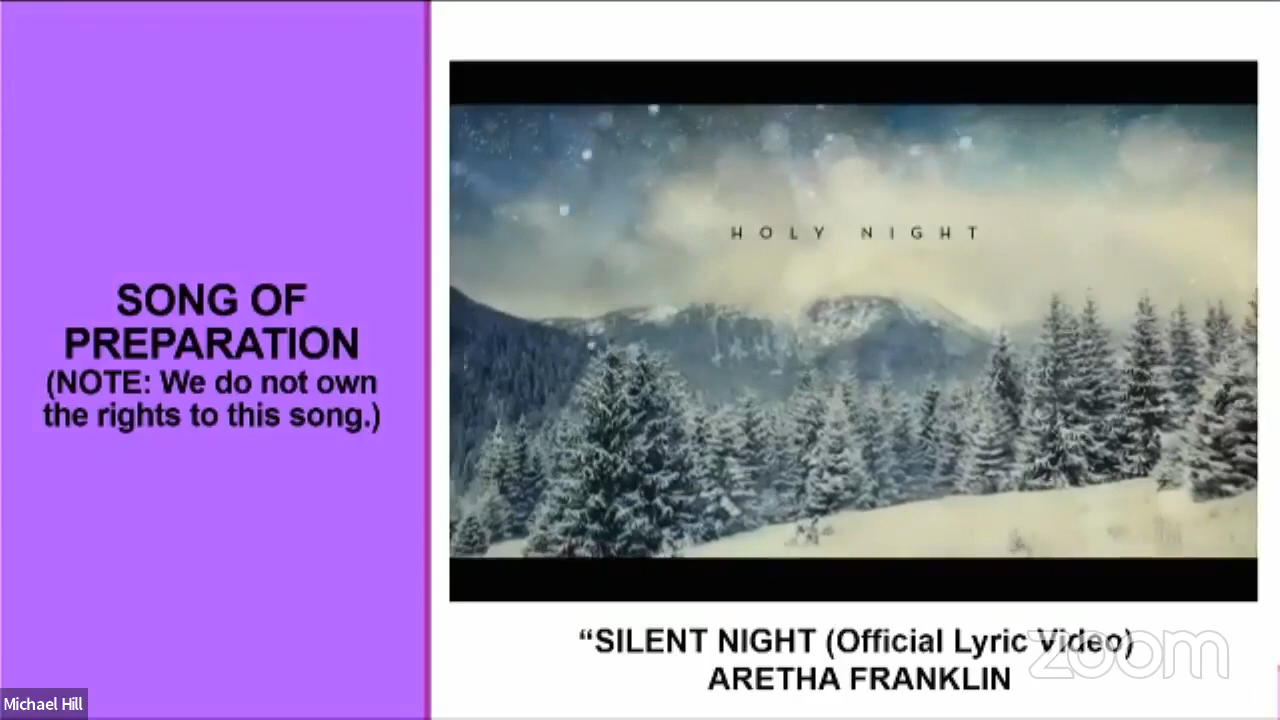 SONG OF
PREPARATION
(NOTE: We do not own
the rights to this song.)
HOLY NIGHT
“SILENT NIGHT (Official Lyric Video)
ARETHA FRANKLIN
zoom
Michael Hill